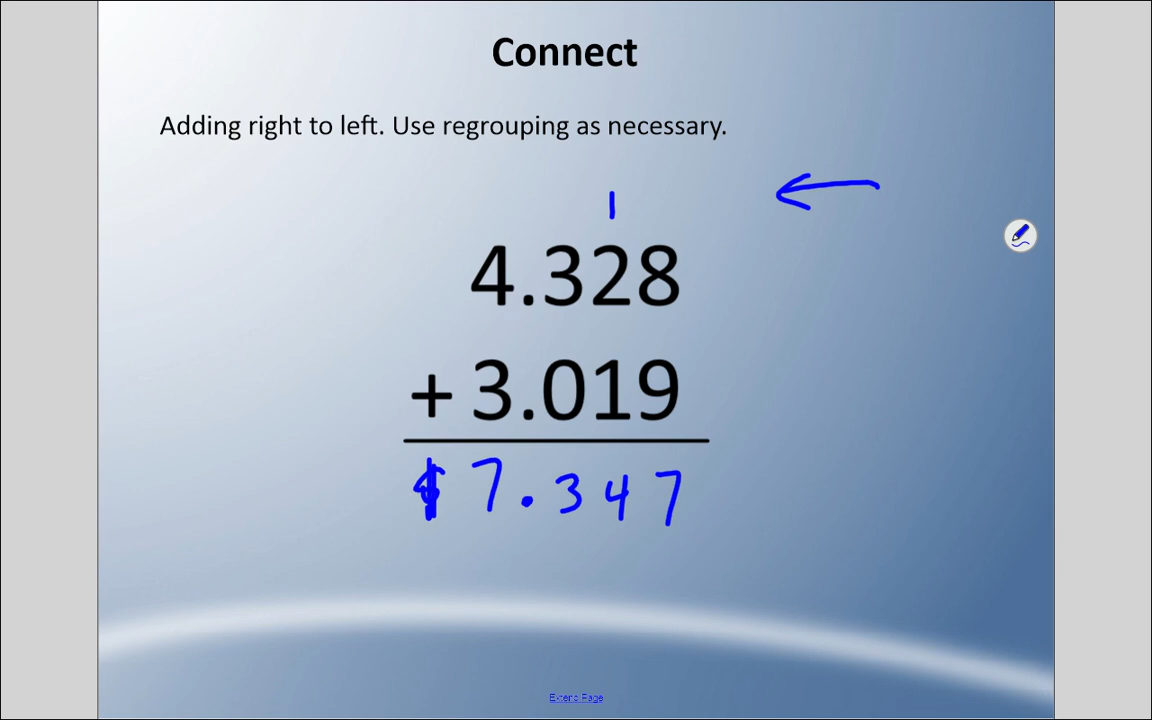 Connect
Adding right to left. Use regrouping as necessary.
1
4.328
+ 3.019
$ 7.347
Extend Page